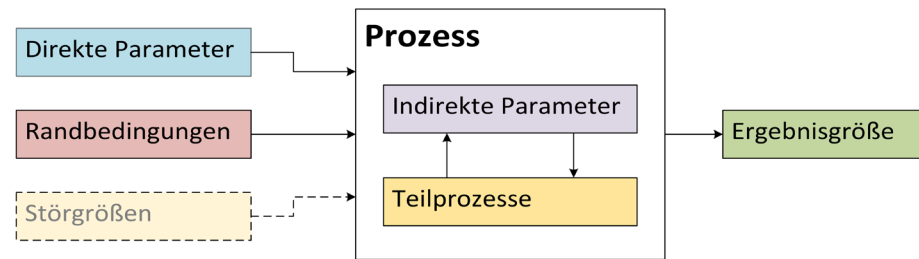 Direkte Parameter
Randbedingungen
Störgrößen
Prozess
Indirekte Parameter
Teilprozesse
Ergebnisgröße